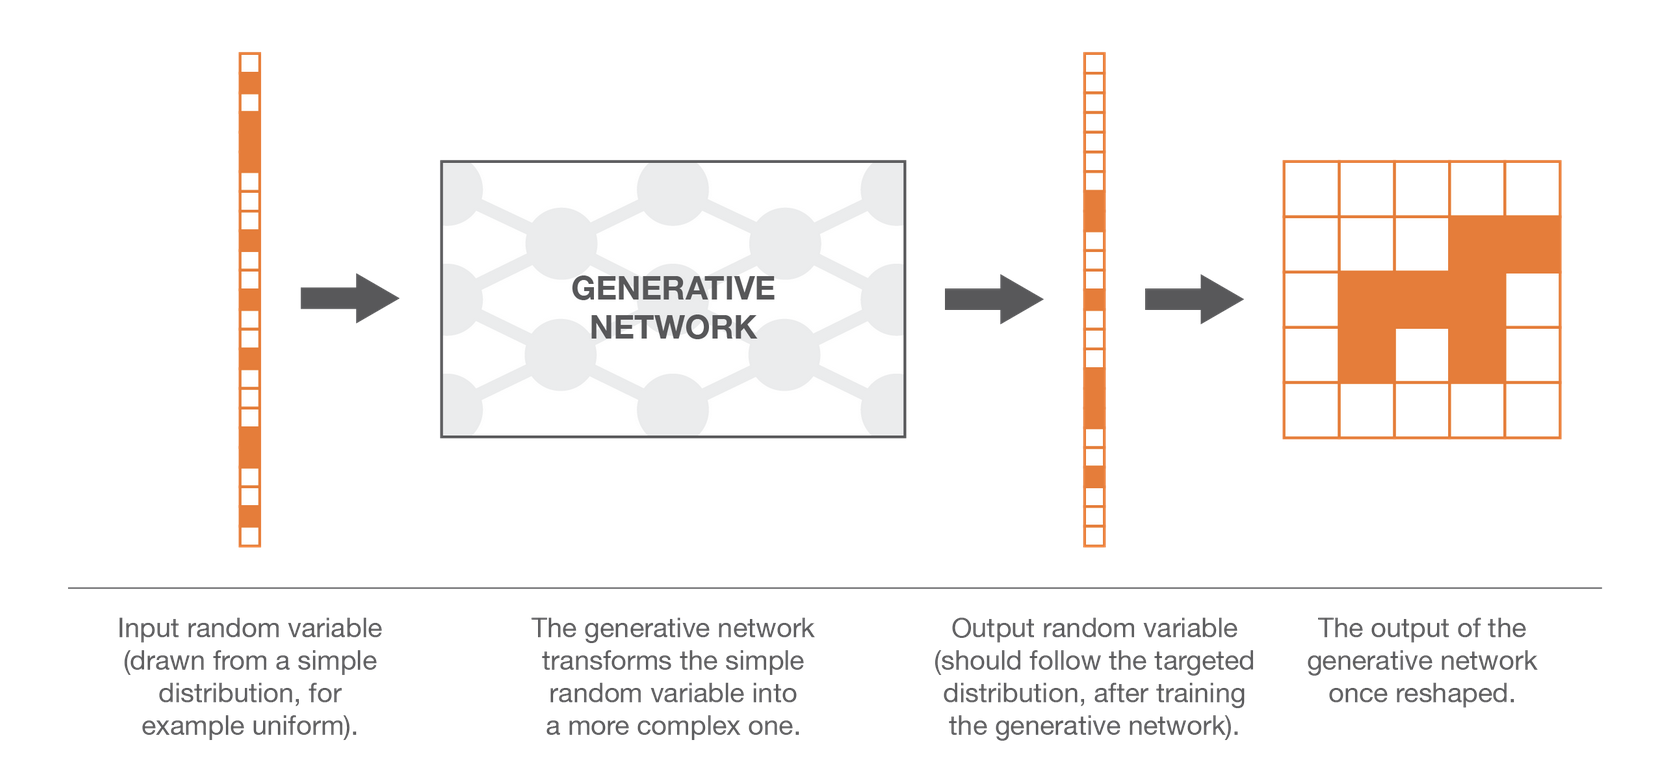 GENERATIVE
NETWORK
Input random variable
(drawn from a simple
distribution, for
example uniform).
The generative network
transforms the simple
random variable into
a more complex one.
Output random variable
(should follow the targeted
distribution, after training
the generative network).
The output of the
generative network
once reshaped.